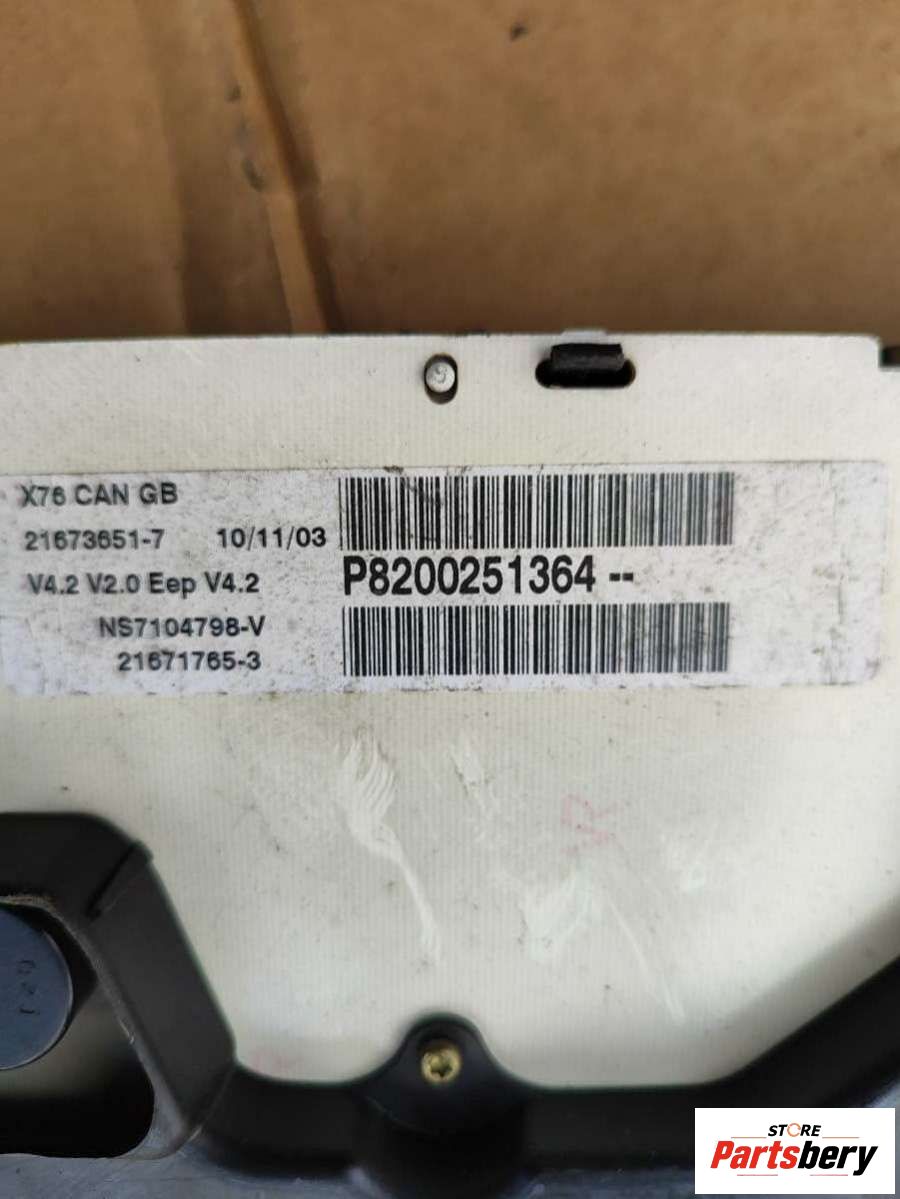 X76 CAN GB
21673651-7 10/11/03
P8200251364 --
V4.2 V2.0 Eep V4.2
NS7104798-V
21671765-3
R
STORE
Partsbery